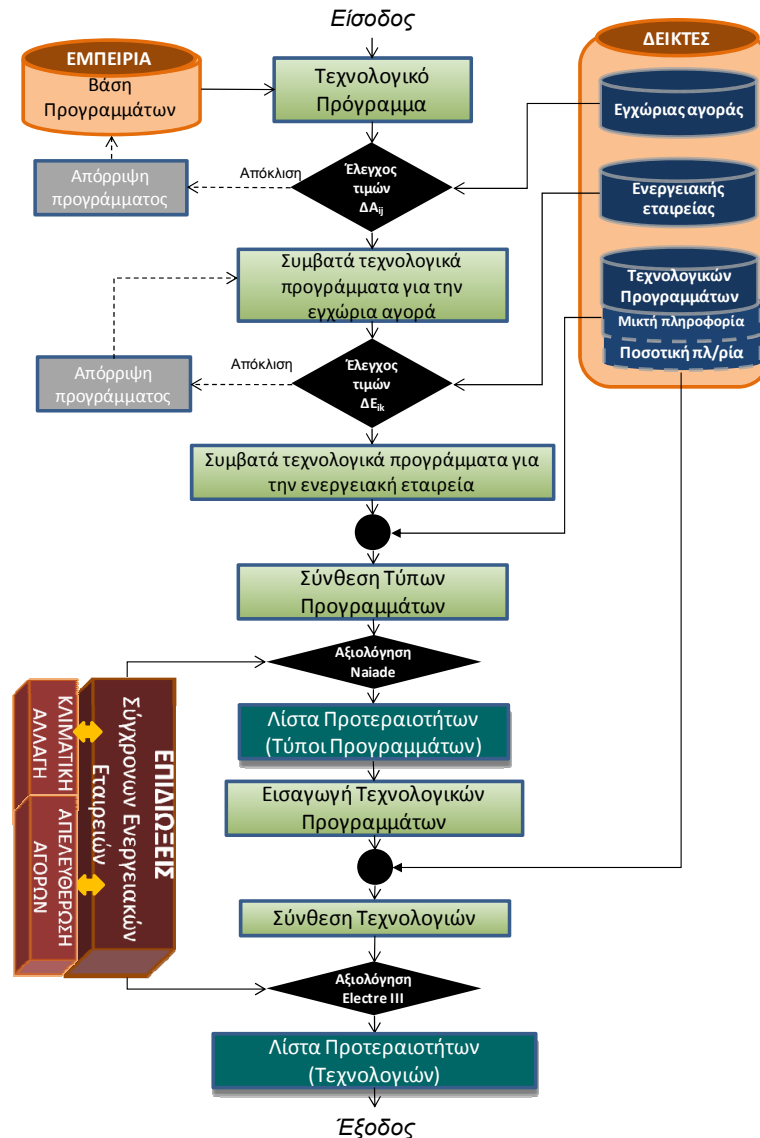 Είσοδος
ΕΜΠΕΙΡΙΑ
Βάση
Προγραμμάτων
Τεχνολογικό
Πρόγραμμα
ΔΕΙΚΤΕΣ
Εγχώριας αγοράς
Ενεργειακής
εταιρείας
Τεχνολογικών
Προγραμμάτων
Μικτή πληροφορία
Ποσοτική πλ/ρία
Απόρριψη
προγράμματος
Απόκλιση
Έλεγχος
τιμών
ΔΑij
Συμβατά τεχνολογικά
προγράμματα για την
εγχώρια αγορά
Απόρριψη
προγράμματος
Απόκλιση
Έλεγχος
τιμών
ΔΕik
Συμβατά τεχνολογικά προγράμματα για
την ενεργειακή εταιρεία
Σύνθεση Τύπων
Προγραμμάτων
Αξιολόγηση
Naiade
Λίστα Προτεραιοτήτων
(Τύποι Προγραμμάτων)
Εισαγωγή Τεχνολογικών
Προγραμμάτων
ΕΠΙΔΙΩΞΕΙΣ
Σύγχρονων Ενεργειακών
Εταιρειών
ΚΛΙΜΑΤΙΚΗ
ΑΛΛΑΓΗ
ΑΠΕΛΕΥΘΕΡΩΣΗ
ΑΓΟΡΩΝ
Σύνθεση Τεχνολογιών
Αξιολόγηση
Electre III
Λίστα Προτεραιοτήτων
(Τεχνολογιών)
Έξοδος